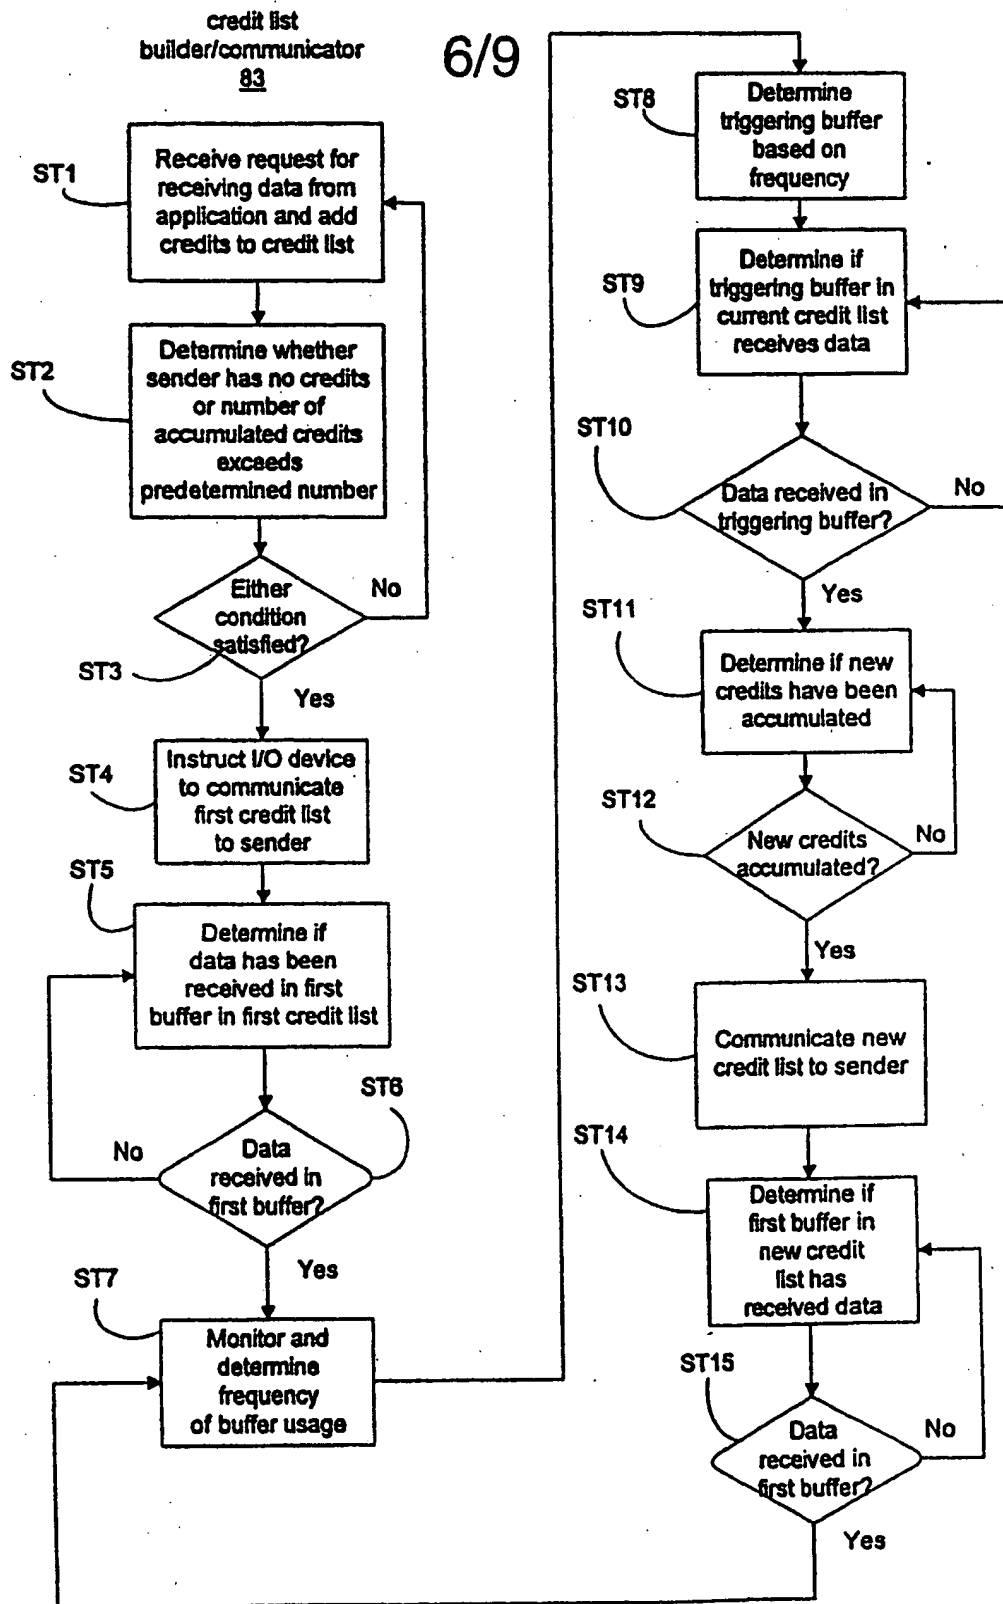 credit list
builder/communicator
83
6/9
ST1
Receive request for
receiving data from
application and add
credits to credit list
ST2
Determine whether
sender has no credits
or number of
accumulated credits
exceeds
predetermined number
Either
condition
satisfied?
No
ST3
Yes
ST4
Instruct I/O device
to communicate
first credit list
to sender
ST5
Determine if
data has been
received in first
buffer in first credit list
ST6
No
Data
received in
first buffer?
Yes
ST7
Monitor and
determine
frequency
of buffer usage
ST8
Determine
triggering buffer
based on
frequency
ST9
Determine if
triggering buffer in
current credit list
receives data
ST10
Data received in
triggering buffer?
No
Yes
ST11
Determine if new
credits have been
accumulated
ST12
New credits
accumulated?
No
Yes
ST13
Communicate new
credit list to sender
ST14
Determine if
first buffer in
new credit
list has
received data
ST15
Data
received in
first buffer?
No
Yes